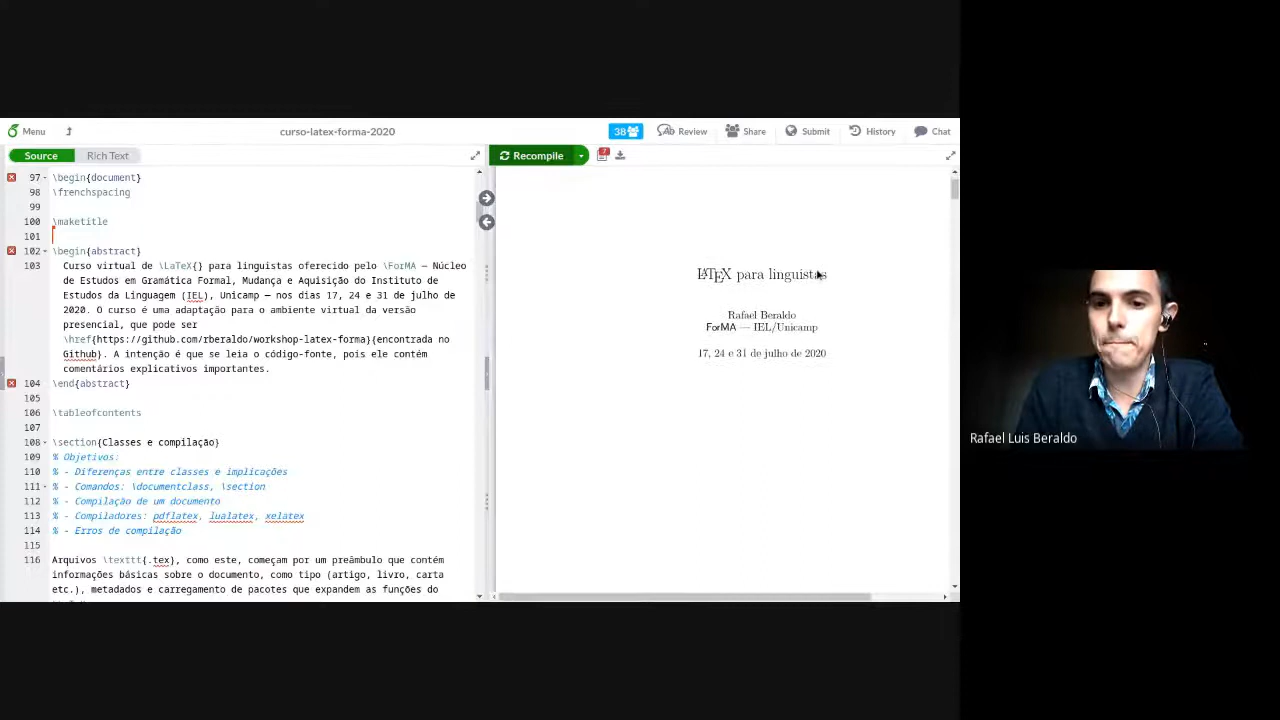 Menu
curso-latex-forma-2020
38
Review
Share
Submit
History
Chat
Source
Rich Text
Recompile
97 \begin{document}
98 \frenchspacing
99
100 \maketitle
101
102 \begin{abstract}
103 Curso virtual de \LaTeX{} para linguistas oferecido pelo \ForMA — Núcleo
de Estudos em Gramática Formal, Mudança e Aquisição do Instituto de
Estudos da Linguagem (IEL), Unicamp — nos dias 17, 24 e 31 de julho de
2020. O curso é uma adaptação para o ambiente virtual da versão
presencial, que pode ser
\href{https://github.com/rberaldo/workshop-latex-forma}{encontrada no
Github}. A intenção é que se leia o código-fonte, pois ele contém
comentários explicativos importantes.
104 \end{abstract}
105
106 \tableofcontents
107
108 \section{Classes e compilação}
109 % Objetivos:
110 % - Diferenças entre classes e implicações
111 % - Comandos: \documentclass, \section
112 % - Compilação de um documento
113 % - Compiladores: pdflatex, lualatex, xelatex
114 % - Erros de compilação
115
116 Arquivos \texttt{.tex}, como este, começam por um preâmbulo que contém
informações básicas sobre o documento, como tipo (artigo, livro, carta
etc.), metadados e carregamento de pacotes que expandem as funções do
LATEX para linguistas
Rafael Beraldo
ForMA — IEL/Unicamp
17, 24 e 31 de julho de 2020
Rafael Luis Beraldo